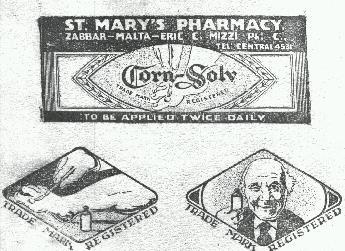 ST. MARY'S PHARMACY
ZABBAR-MALTA-ERIC C. MIZZI PH. C.
TEL: CENTRAL 4531
Corn-Solv
TRADE MARK REGISTERED
TO BE APPLIED TWICE DAILY
TRADE MARK REGISTERED
TRADE MARK REGISTERED